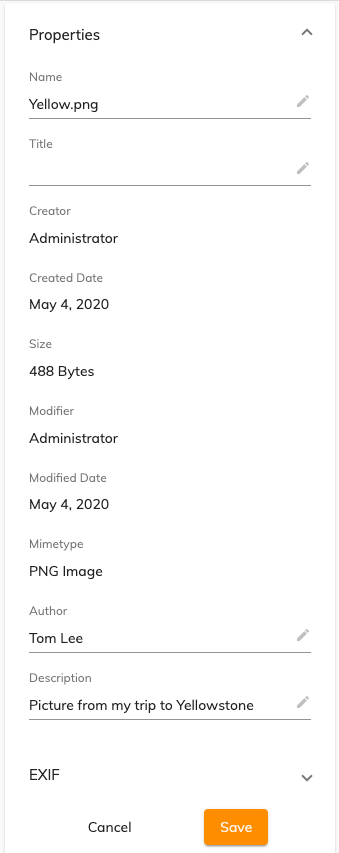 Properties
Name
Yellow.png
Title
Creator
Administrator
Created Date
May 4, 2020
Size
488 Bytes
Modifier
Administrator
Modified Date
May 4, 2020
Mimetype
PNG Image
Author
Tom Lee
Description
Picture from my trip to Yellowstone
EXIF
Cancel
Save